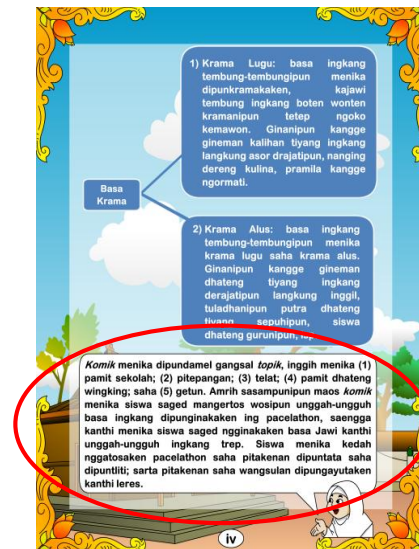 1) Krama Lugu: basa ingkang
tembung-tembungipun menika
dipunkramakaken, kajawi
tembung ingkang boten wonten
kramanipun tetep ngoko
kemawon. Ginanipun kangge
gineman kalihan tiyang ingkang
langkung asor drajatipun, nanging
dereng kulina, pramila kangge
ngormati.
Basa
Krama
2) Krama Alus: basa ingkang
tembung-tembungipun menika
krama lugu saha krama alus.
Ginanipun kangge gineman
dhateng tiyang ingkang
derajatipun langkung inggil,
tuladhanipun putra dhateng
tiyang sepuhipun, siswa
dhateng gurunipun,
Komik menika dipundamel gangsal topik, inggih menika (1)
pamit sekolah; (2) pitepangan; (3) telat; (4) pamit dhateng
wingking; saha (5) getun. Amrih sasampunipun maos komik
menika siswa saged mangertos wosipun unggah-ungguh
basa ingkang dipunginakaken ing pacelathon, saengga
kanthi menika siswa saged ngginakaken basa Jawi kanthi
unggah-ungguh ingkang trep. Siswa menika kedah
nggatosaken pacelathon saha pitakenan dipuntata saha
dipuntliti; sarta pitakenan saha wangsulan dipungayutaken
kanthi leres.
iv